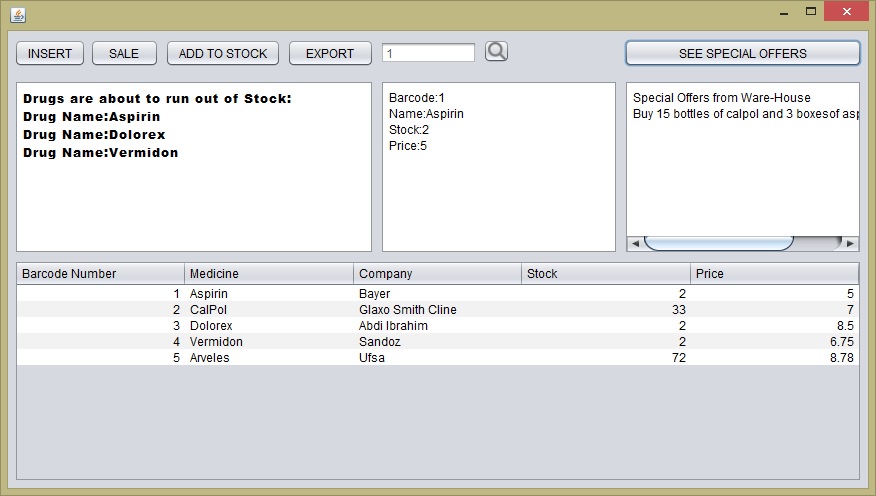 INSERT SALE ADD TO STOCK EXPORT 1 SEE SPECIAL OFFERS
Drugs are about to run out of Stock:
Drug Name:Aspirin
Drug Name:Dolorex
Drug Name:Vermidon
Barcode:1
Name:Aspirin
Stock:2
Price:5
Special Offers from Ware-House
Buy 15 bottles of calpol and 3 boxesof asp
Barcode Number Medicine Company Stock Price
1 Aspirin Bayer 2 5
2 CalPol Glaxo Smith Cline 33 7
3 Dolorex Abdi Ibrahim 2 8.5
4 Vermidon Sandoz 2 6.75
5 Arveles Ufsa 72 8.78